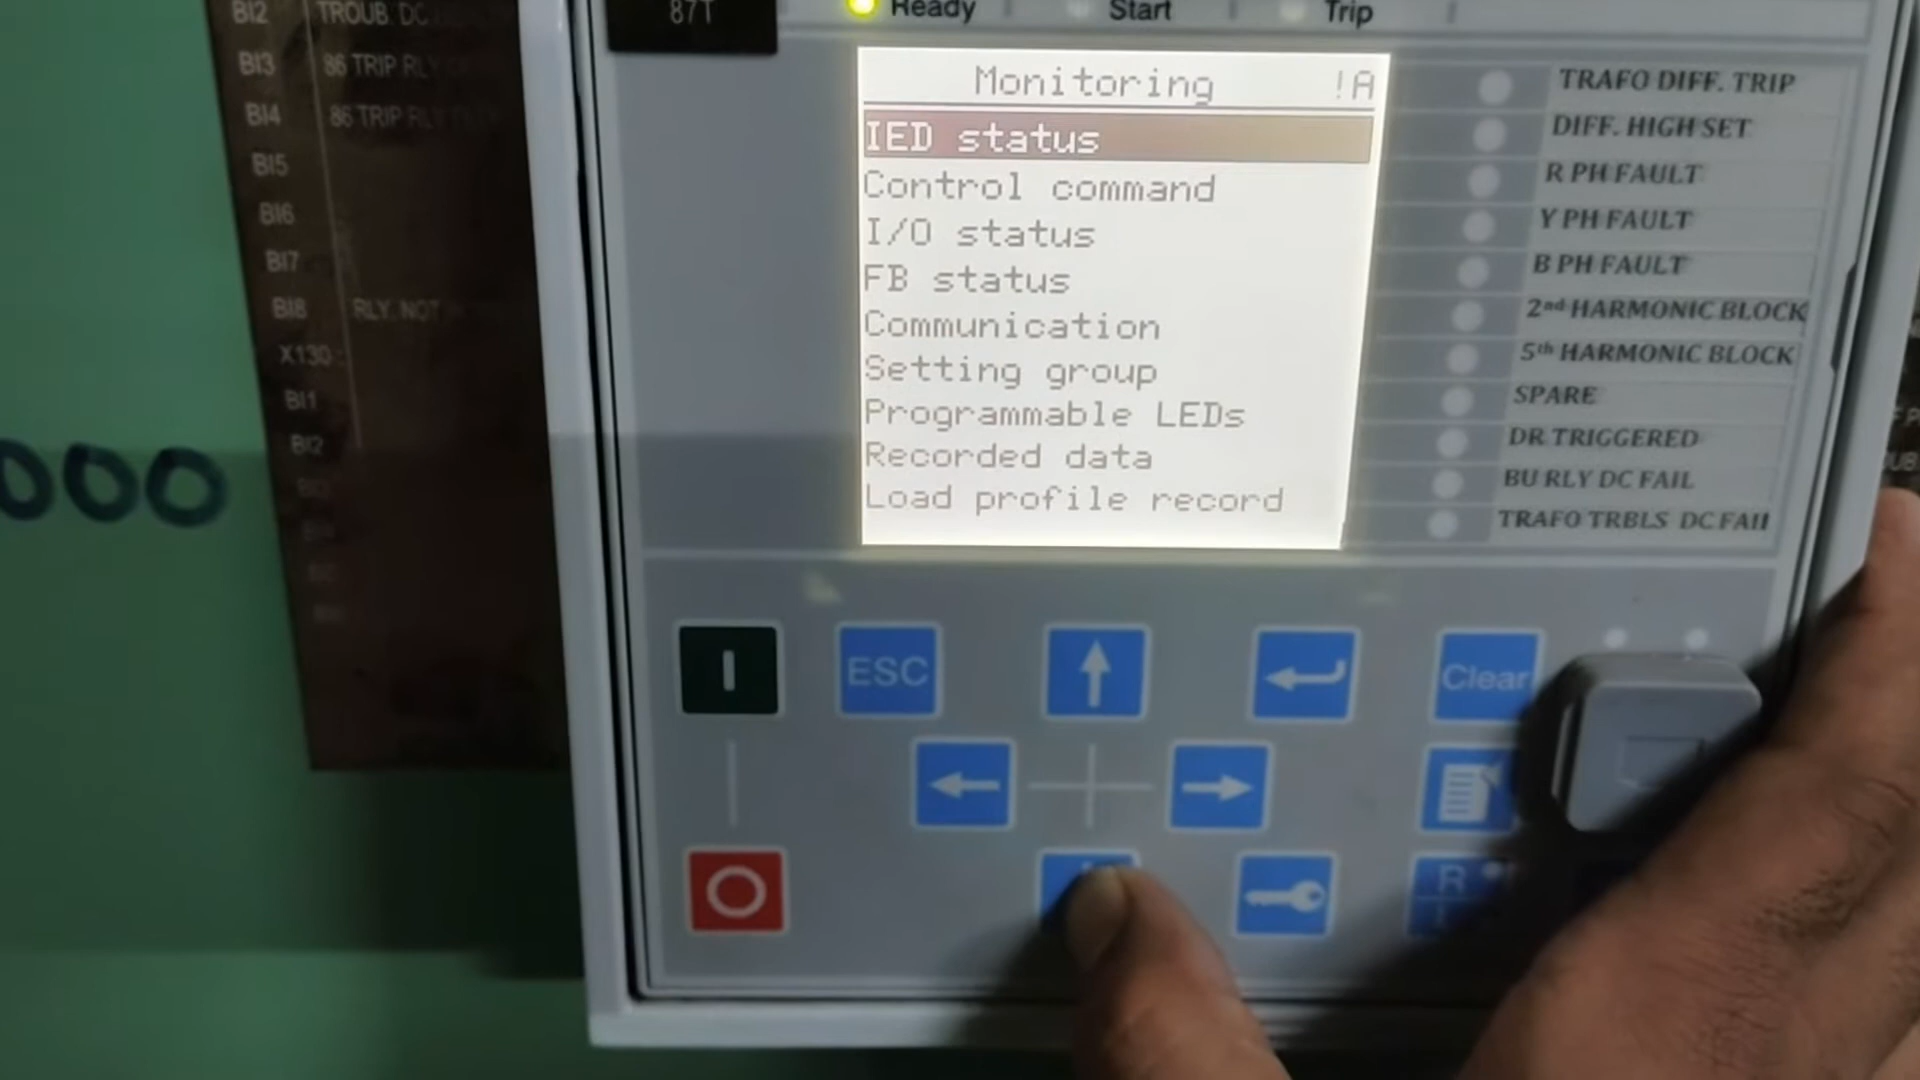 87T
Ready
Start
Trip
Monitoring !A
IED status
Control command
I/O status
FB status
Communication
Setting group
Programmable LEDs
Recorded data
Load profile record
TRAFO DIFF. TRIP
DIFF. HIGH SET
R PH FAULT
Y PH FAULT
B PH FAULT
2nd HARMONIC BLOCK
5th HARMONIC BLOCK
SPARE
DR TRIGGERED
BU RLY DC FAIL
TRAFO TRBLS DC FAIL
BI2 TROUB. DC
BI3 86 TRIP RLY
BI4 86 TRIP RLY
BI5
BI6
BI7
BI8 RLY. NOT
X130 :
BI1
BI2
000
I
ESC
Clear
O
R